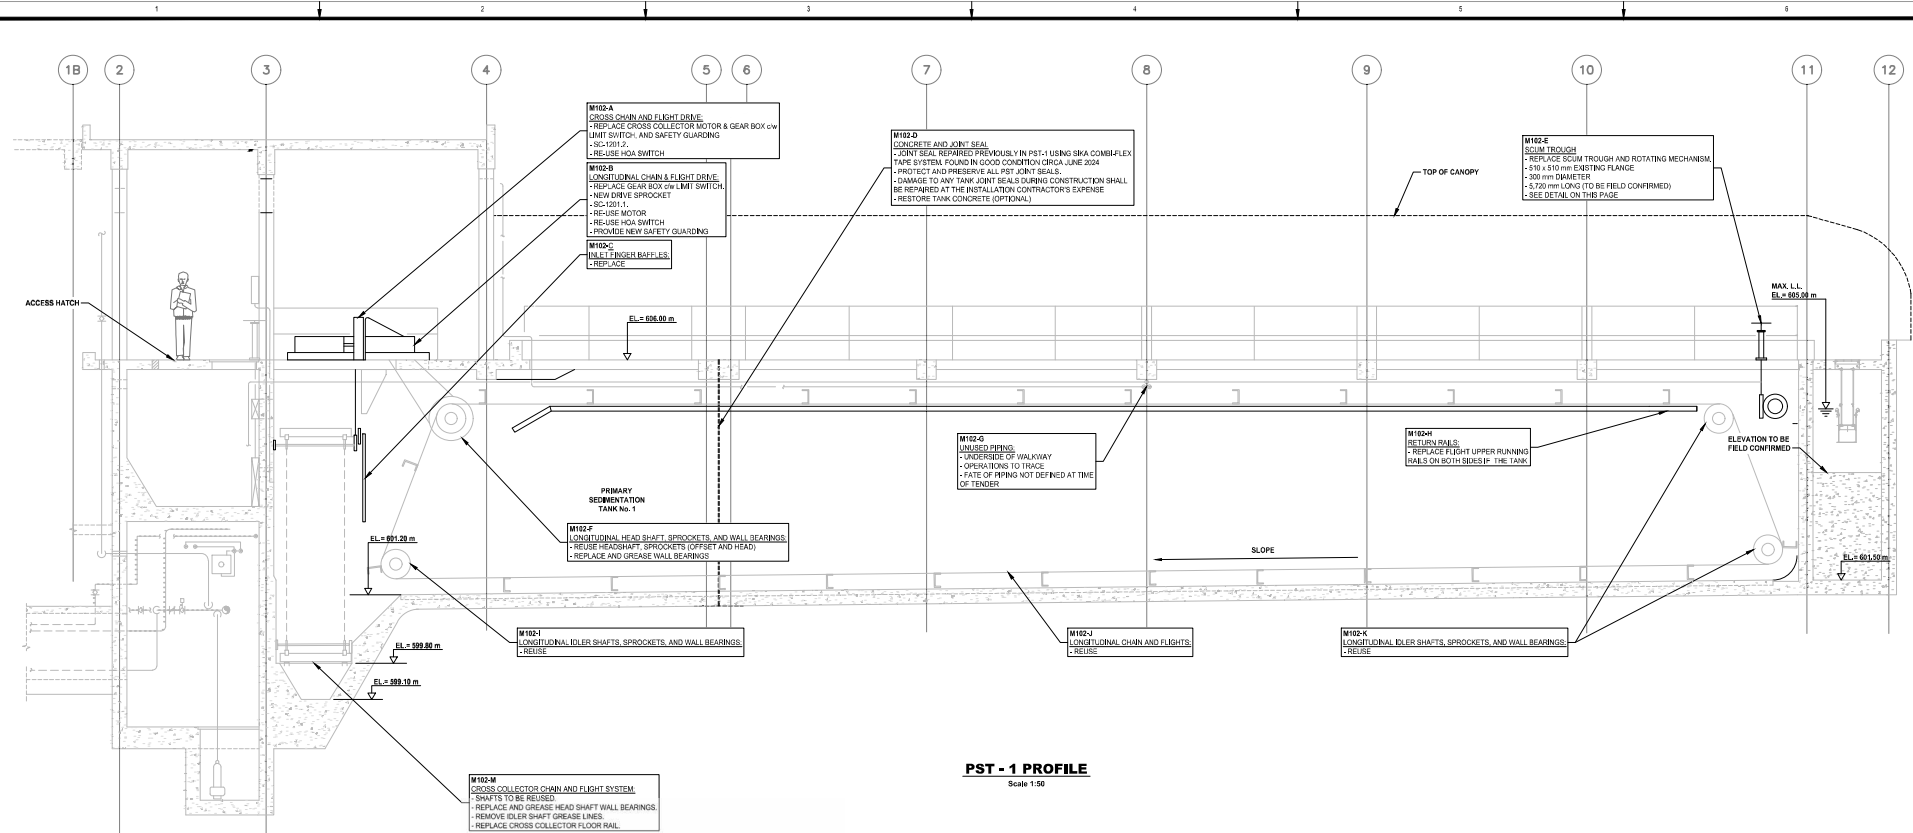 1 2 3 4 5 6
1B 2 3 4 5 6 7 8 9 10 11 12
M102-A
CROSS CHAIN AND FLIGHT DRIVE:
- REPLACE CROSS COLLECTOR MOTOR & GEAR BOX c/w
LIMIT SWITCH, AND SAFETY GUARDING
- SC-1201.2.
- RE-USE HOA SWITCH
M102-B
LONGITUDINAL CHAIN & FLIGHT DRIVE:
- REPLACE GEAR BOX c/w LIMIT SWITCH.
- NEW DRIVE SPROCKET
- SC-1201.1.
- RE-USE MOTOR
- RE-USE HOA SWITCH
- PROVIDE NEW SAFETY GUARDING
M102-C
INLET FINGER BAFFLES:
- REPLACE
M102-D
CONCRETE AND JOINT SEAL
- JOINT SEAL REPAIRED PREVIOUSLY IN PST-1 USING SIKA COMBI-FLEX
TAPE SYSTEM. FOUND IN GOOD CONDITION CIRCA JUNE 2024
- PROTECT AND PRESERVE ALL PST JOINT SEALS.
- DAMAGE TO ANY TANK JOINT SEALS DURING CONSTRUCTION SHALL
BE REPAIRED AT THE INSTALLATION CONTRACTOR'S EXPENSE
- RESTORE TANK CONCRETE (OPTIONAL)
TOP OF CANOPY
M102-E
SCUM TROUGH
- REPLACE SCUM TROUGH AND ROTATING MECHANISM.
- 510 x 510 mm EXISTING FLANGE
- 300 mm DIAMETER
- 5,720 mm LONG (TO BE FIELD CONFIRMED)
- SEE DETAIL ON THIS PAGE
ACCESS HATCH
EL.= 606.00 m
MAX. L.L.
EL.= 605.00 m
M102-G
UNUSED PIPING:
- UNDERSIDE OF WALKWAY
- OPERATIONS TO TRACE
- FATE OF PIPING NOT DEFINED AT TIME
OF TENDER
M102-H
RETURN RAILS:
- REPLACE FLIGHT UPPER RUNNING
RAILS ON BOTH SIDES IF THE TANK
ELEVATION TO BE
FIELD CONFIRMED
PRIMARY
SEDIMENTATION
TANK No. 1
M102-F
LONGITUDINAL HEAD SHAFT, SPROCKETS, AND WALL BEARINGS:
- REUSE HEADSHAFT, SPROCKETS (OFFSET AND HEAD)
- REPLACE AND GREASE WALL BEARINGS
EL.= 601.20 m
SLOPE
EL.= 601.50 m
M102-I
LONGITUDINAL IDLER SHAFTS, SPROCKETS, AND WALL BEARINGS:
- REUSE
M102-J
LONGITUDINAL CHAIN AND FLIGHTS:
- REUSE
M102-K
LONGITUDINAL IDLER SHAFTS, SPROCKETS, AND WALL BEARINGS:
- REUSE
EL.= 599.80 m
EL.= 599.10 m
M102-M
CROSS COLLECTOR CHAIN AND FLIGHT SYSTEM:
- SHAFTS TO BE REUSED.
- REPLACE AND GREASE HEAD SHAFT WALL BEARINGS.
- REMOVE IDLER SHAFT GREASE LINES.
- REPLACE CROSS COLLECTOR FLOOR RAIL.
PST - 1 PROFILE
Scale 1:50